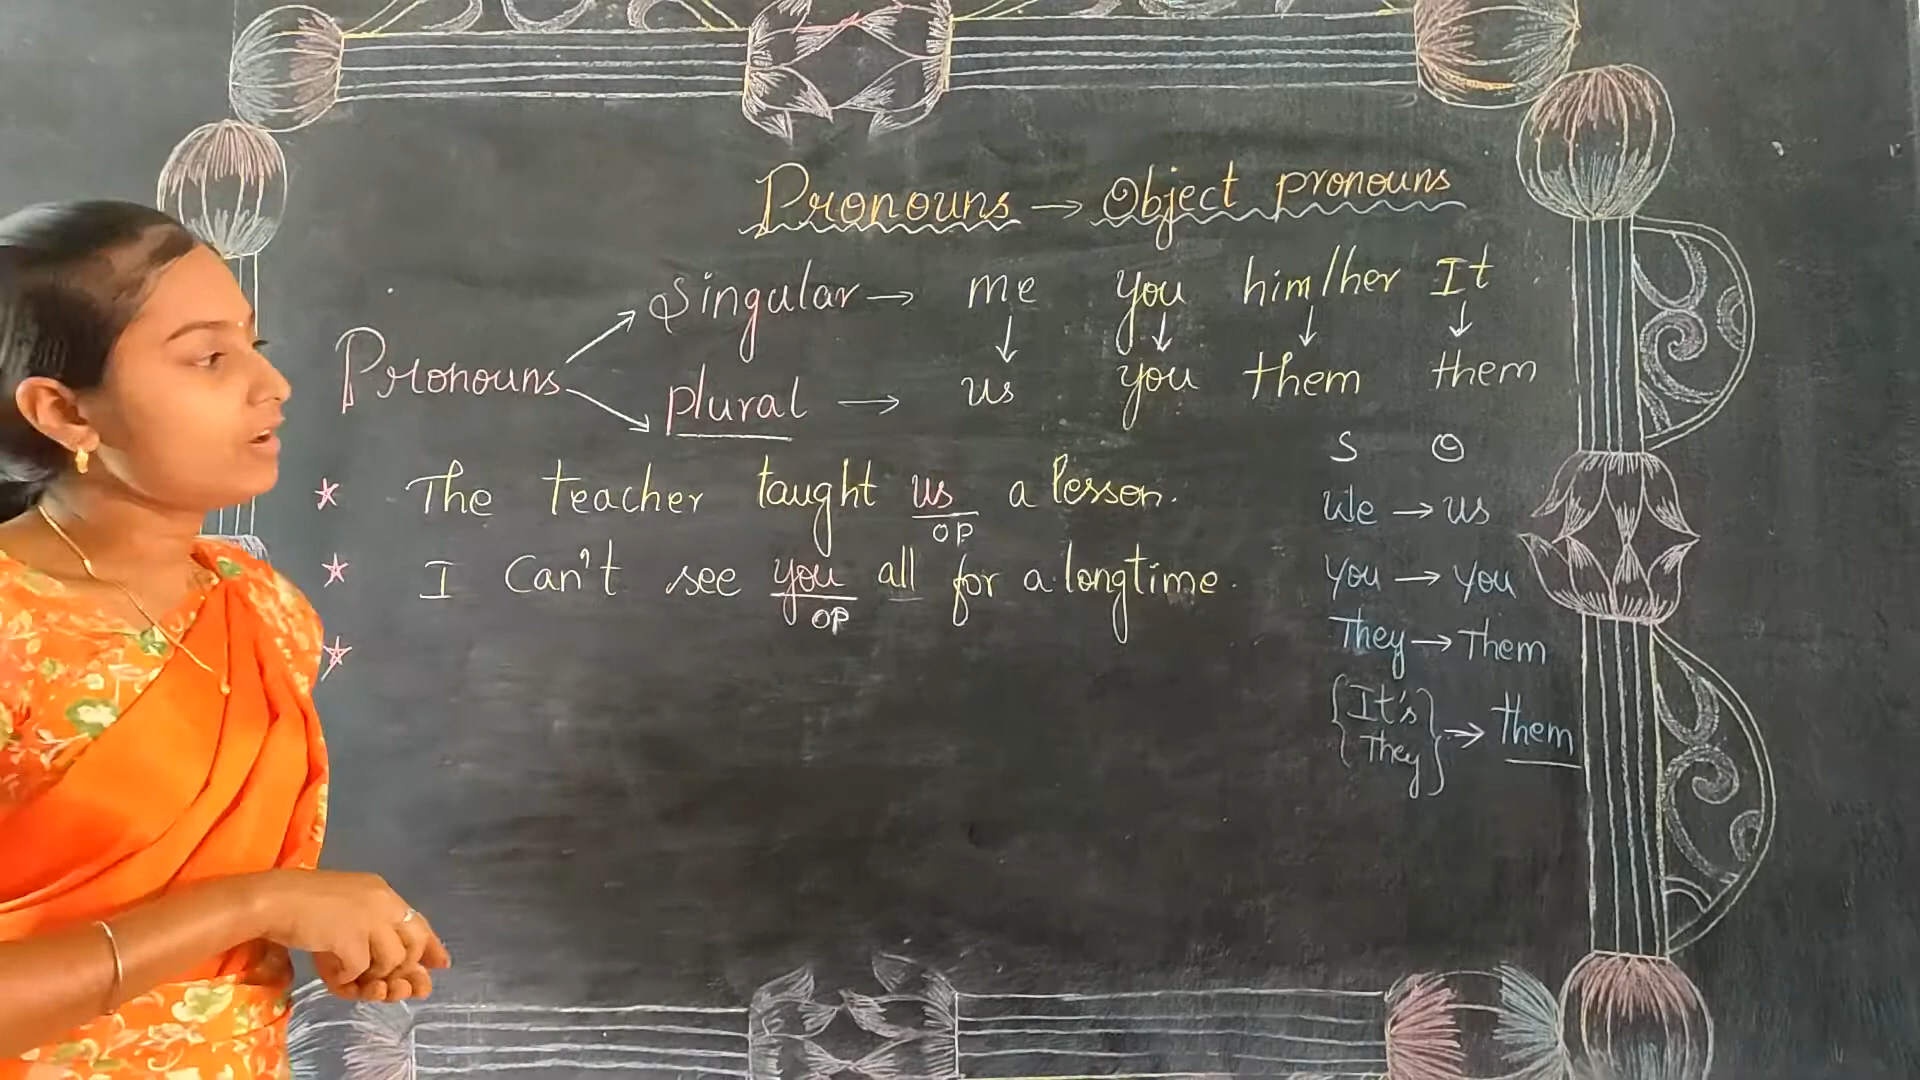 Pronouns → Object pronouns
Singular → me you him/her It
Pronouns
plural → us you them them
S O
* The teacher taught us a lesson.
OP
We → us
* I Can't see you all for a longtime.
OP
you → you
*
They → Them
{It's They} → them